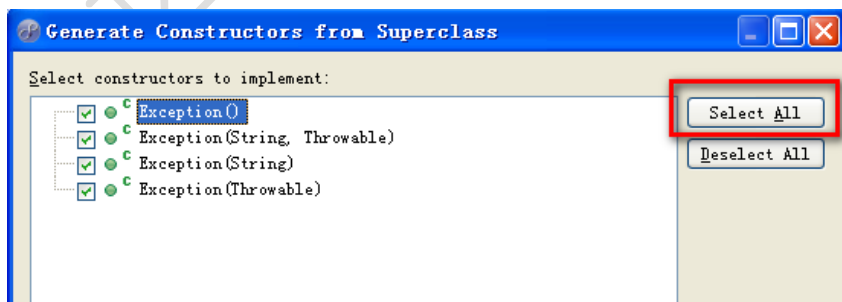 Generate Constructors from Superclass
Select constructors to implement:
Exception()
Select All
Exception(String, Throwable)
Exception(String)
Deselect All
Exception(Throwable)